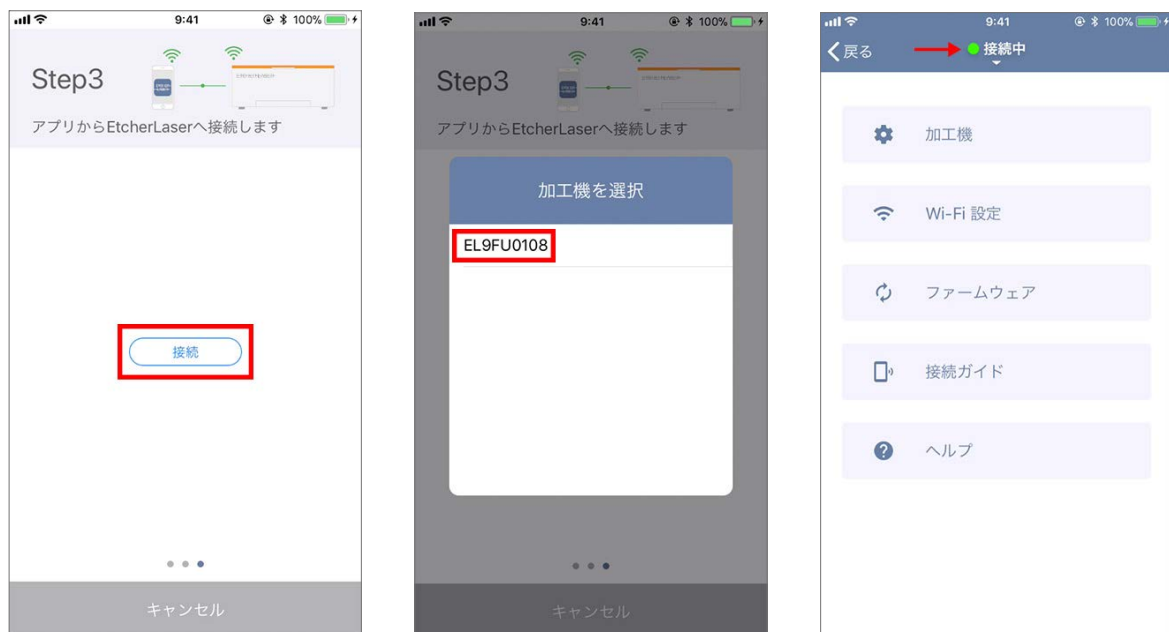 9:41
100%
Step3
アプリからEtcherLaserへ接続します
接続
キャンセル
9:41
100%
Step3
アプリからEtcherLaserへ接続します
加工機を選択
EL9FU0108
キャンセル
9:41
100%
戻る
接続中
加工機
Wi-Fi 設定
ファームウェア
接続ガイド
ヘルプ